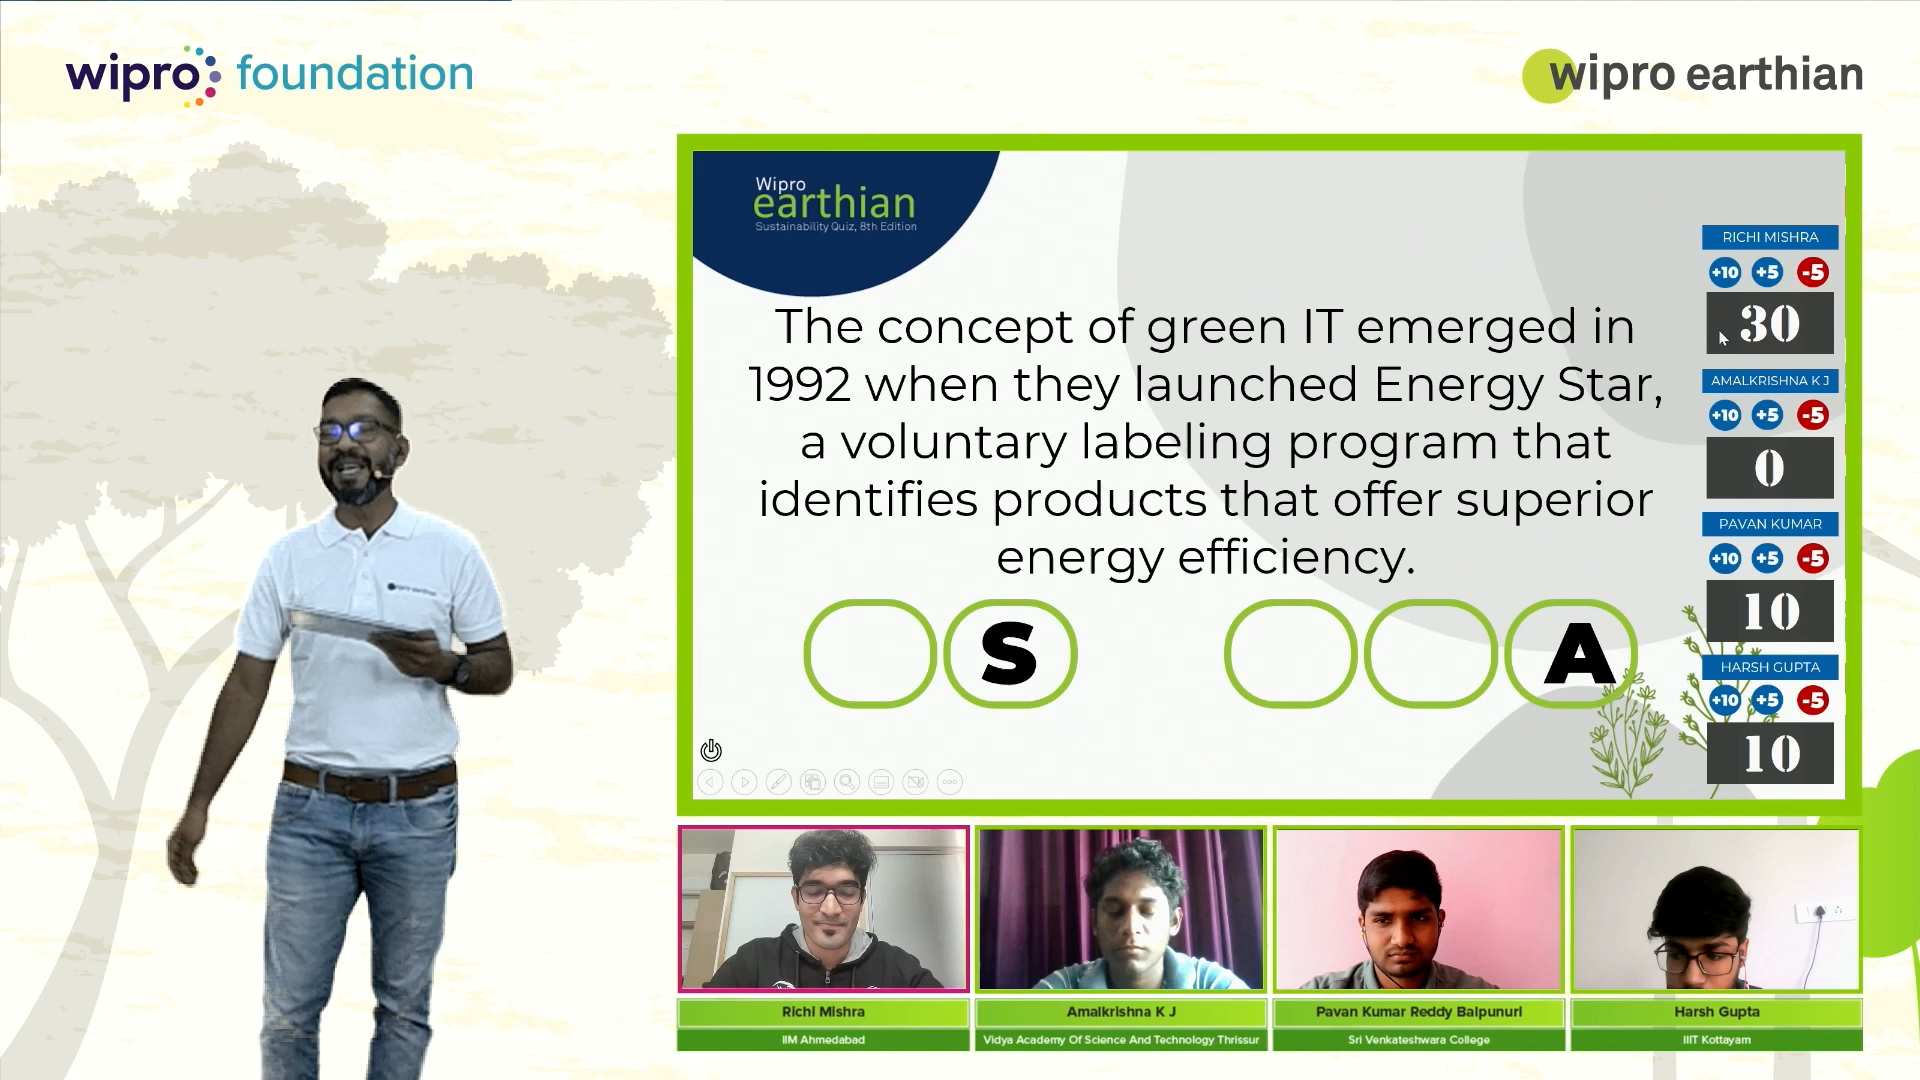 wipro foundation
wipro earthian
Wipro
earthian
Sustainability Quiz, 8th Edition
The concept of green IT emerged in
1992 when they launched Energy Star,
a voluntary labeling program that
identifies products that offer superior
energy efficiency.
S
A
RICHI MISHRA
+10 +5 -5
30
AMALKRISHNA K J
+10 +5 -5
0
PAVAN KUMAR
+10 +5 -5
10
HARSH GUPTA
+10 +5 -5
10
Richi Mishra
IIM Ahmedabad
Amalkrishna K J
Vidya Academy Of Science And Technology Thrissur
Pavan Kumar Reddy Balpunuri
Sri Venkateshwara College
Harsh Gupta
IIIT Kottayam